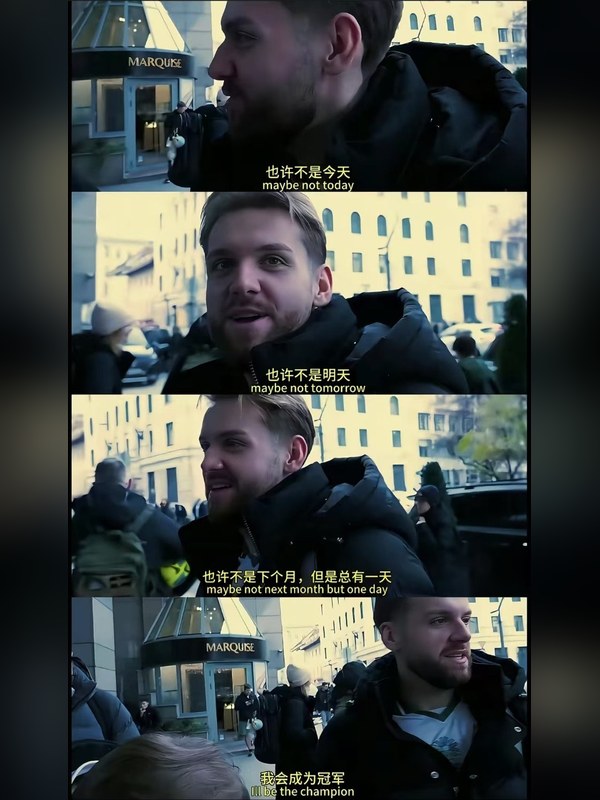 MARQUISE
也许不是今天
maybe not today
也许不是明天
maybe not tomorrow
也许不是下个月，但是总有一天
maybe not next month but one day
MARQUISE
我会成为冠军
I'll be the champion